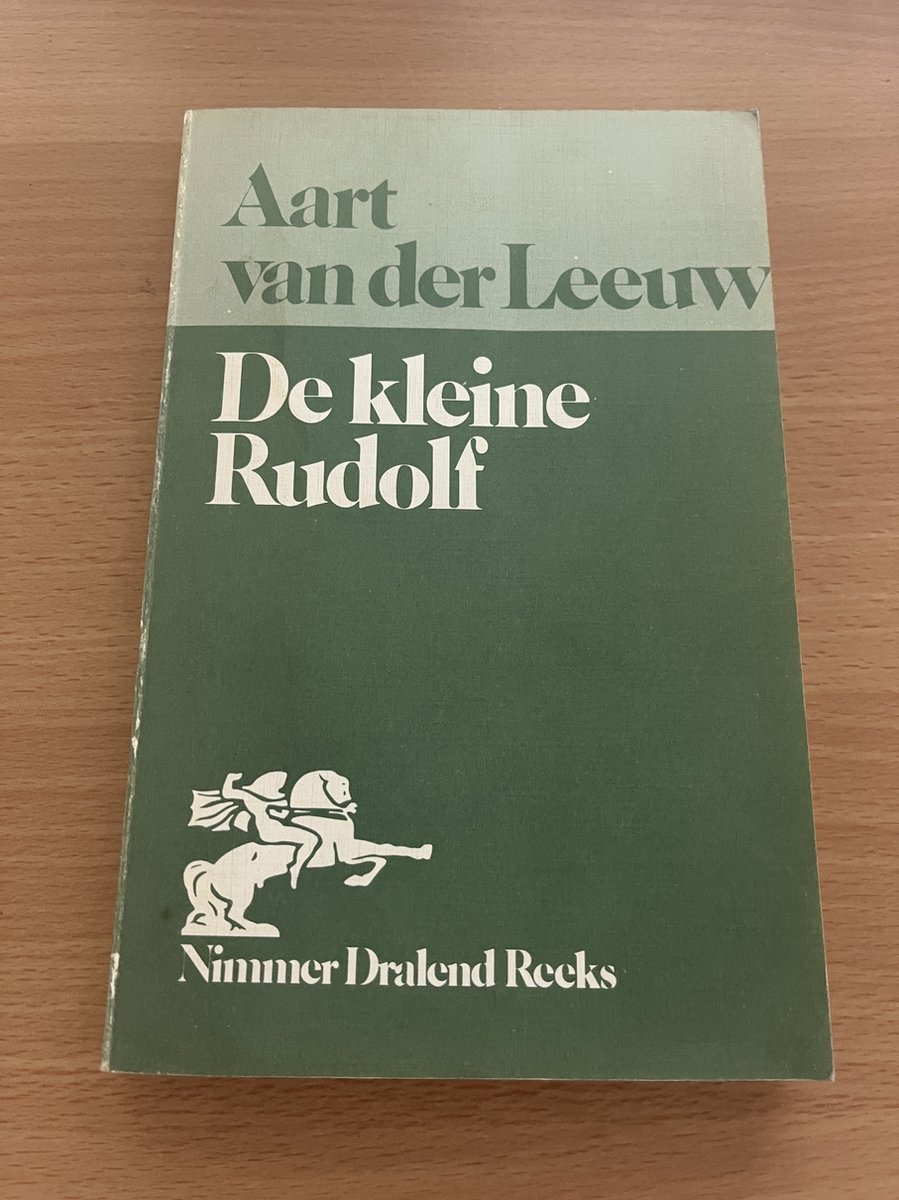 Aart
van der Leeuw
De kleine
Rudolf
Nimmer Dralend Reeks